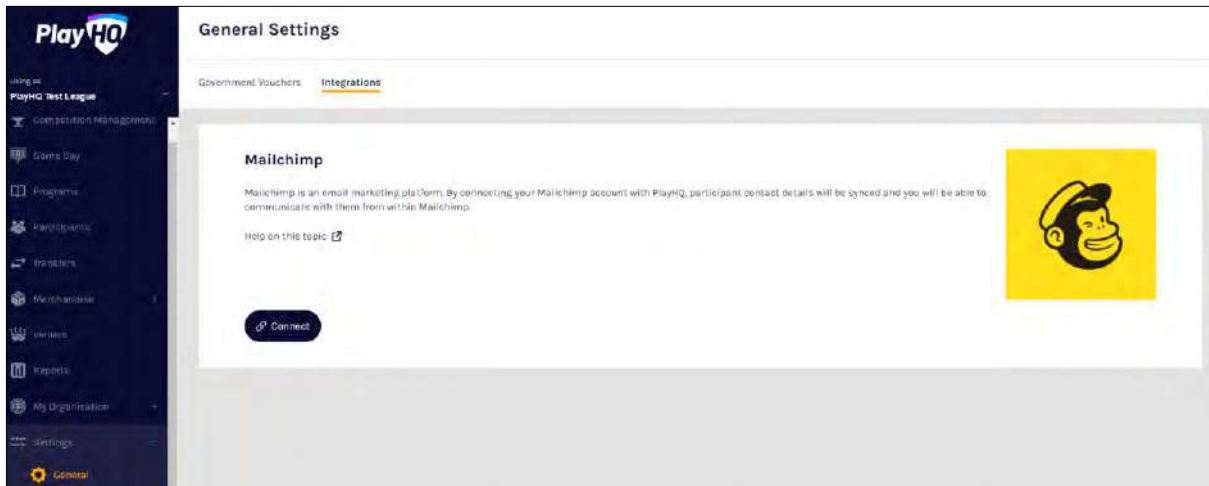 PlayHQ
Using as
PlayHQ Test League
Competition Management
Game Day
Programs
Participants
Transfers
Merchandise
Reports
My Organisation
Settings
General
General Settings
Government Vouchers Integrations
Mailchimp
Mailchimp is an email marketing platform. By connecting your Mailchimp account with PlayHQ, participant contact details will be synced and you will be able to
communicate with them from within Mailchimp.
Help on this topic
Connect